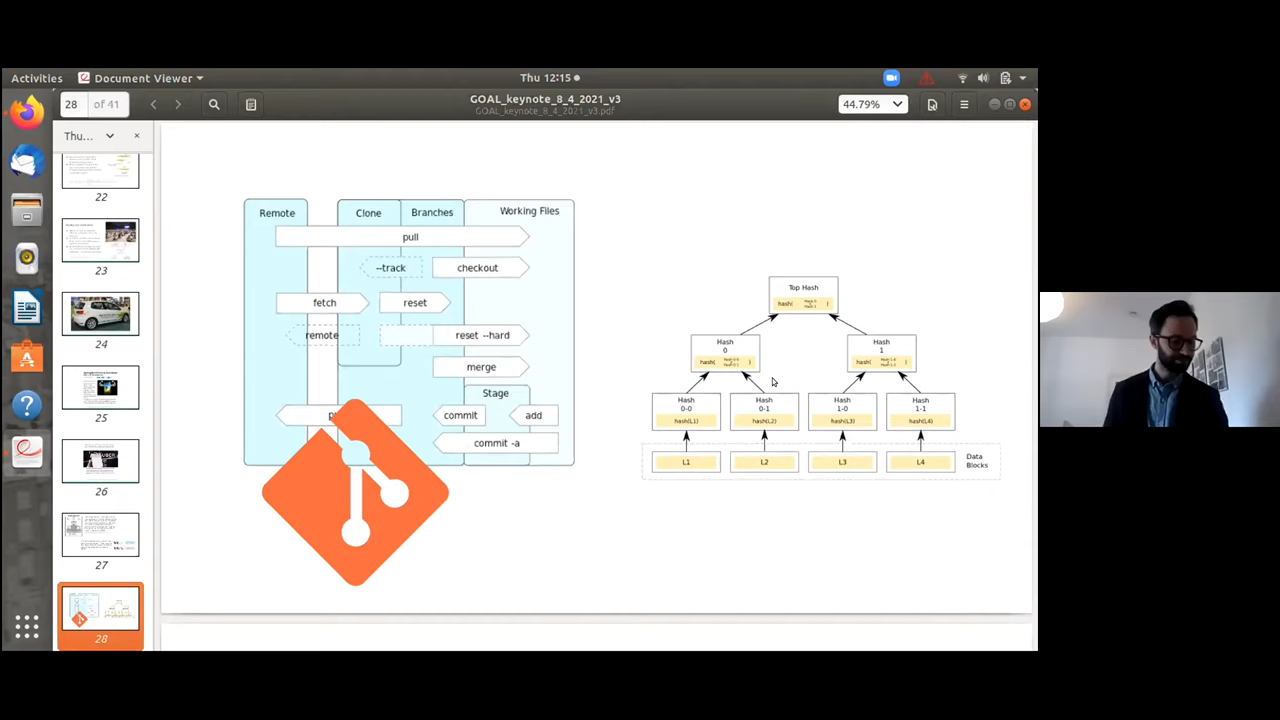 Activities
Document Viewer
Thu 12:15
28
of 41
GOAL_keynote_8_4_2021_v3
GOAL_keynote_8_4_2021_v3.pdf
44.79%
Thu...
22
23
24
25
26
27
28
Remote
Clone
Branches
Working Files
pull
--track
checkout
fetch
reset
remote
reset --hard
merge
Stage
commit
add
commit -a
Top Hash
hash( )
Hash
0
hash( )
Hash
1
hash( )
Hash
0-0
hash(L1)
Hash
0-1
hash(L2)
Hash
1-0
hash(L3)
Hash
1-1
hash(L4)
L1
L2
L3
L4
Data
Blocks